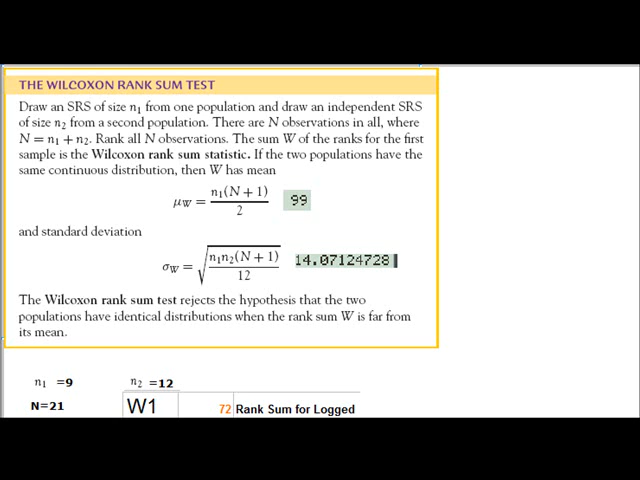 THE WILCOXON RANK SUM TEST
Draw an SRS of size n₁ from one population and draw an independent SRS
of size n₂ from a second population. There are N observations in all, where
N = n₁ + n₂. Rank all N observations. The sum W of the ranks for the first
sample is the Wilcoxon rank sum statistic. If the two populations have the
same continuous distribution, then W has mean
μW = n₁(N + 1) / 2 99
and standard deviation
σW = √(n₁n₂(N + 1) / 12) 14.07124728
The Wilcoxon rank sum test rejects the hypothesis that the two
populations have identical distributions when the rank sum W is far from
its mean.
n₁ =9 n₂ =12
N=21 W1 72 Rank Sum for Logged